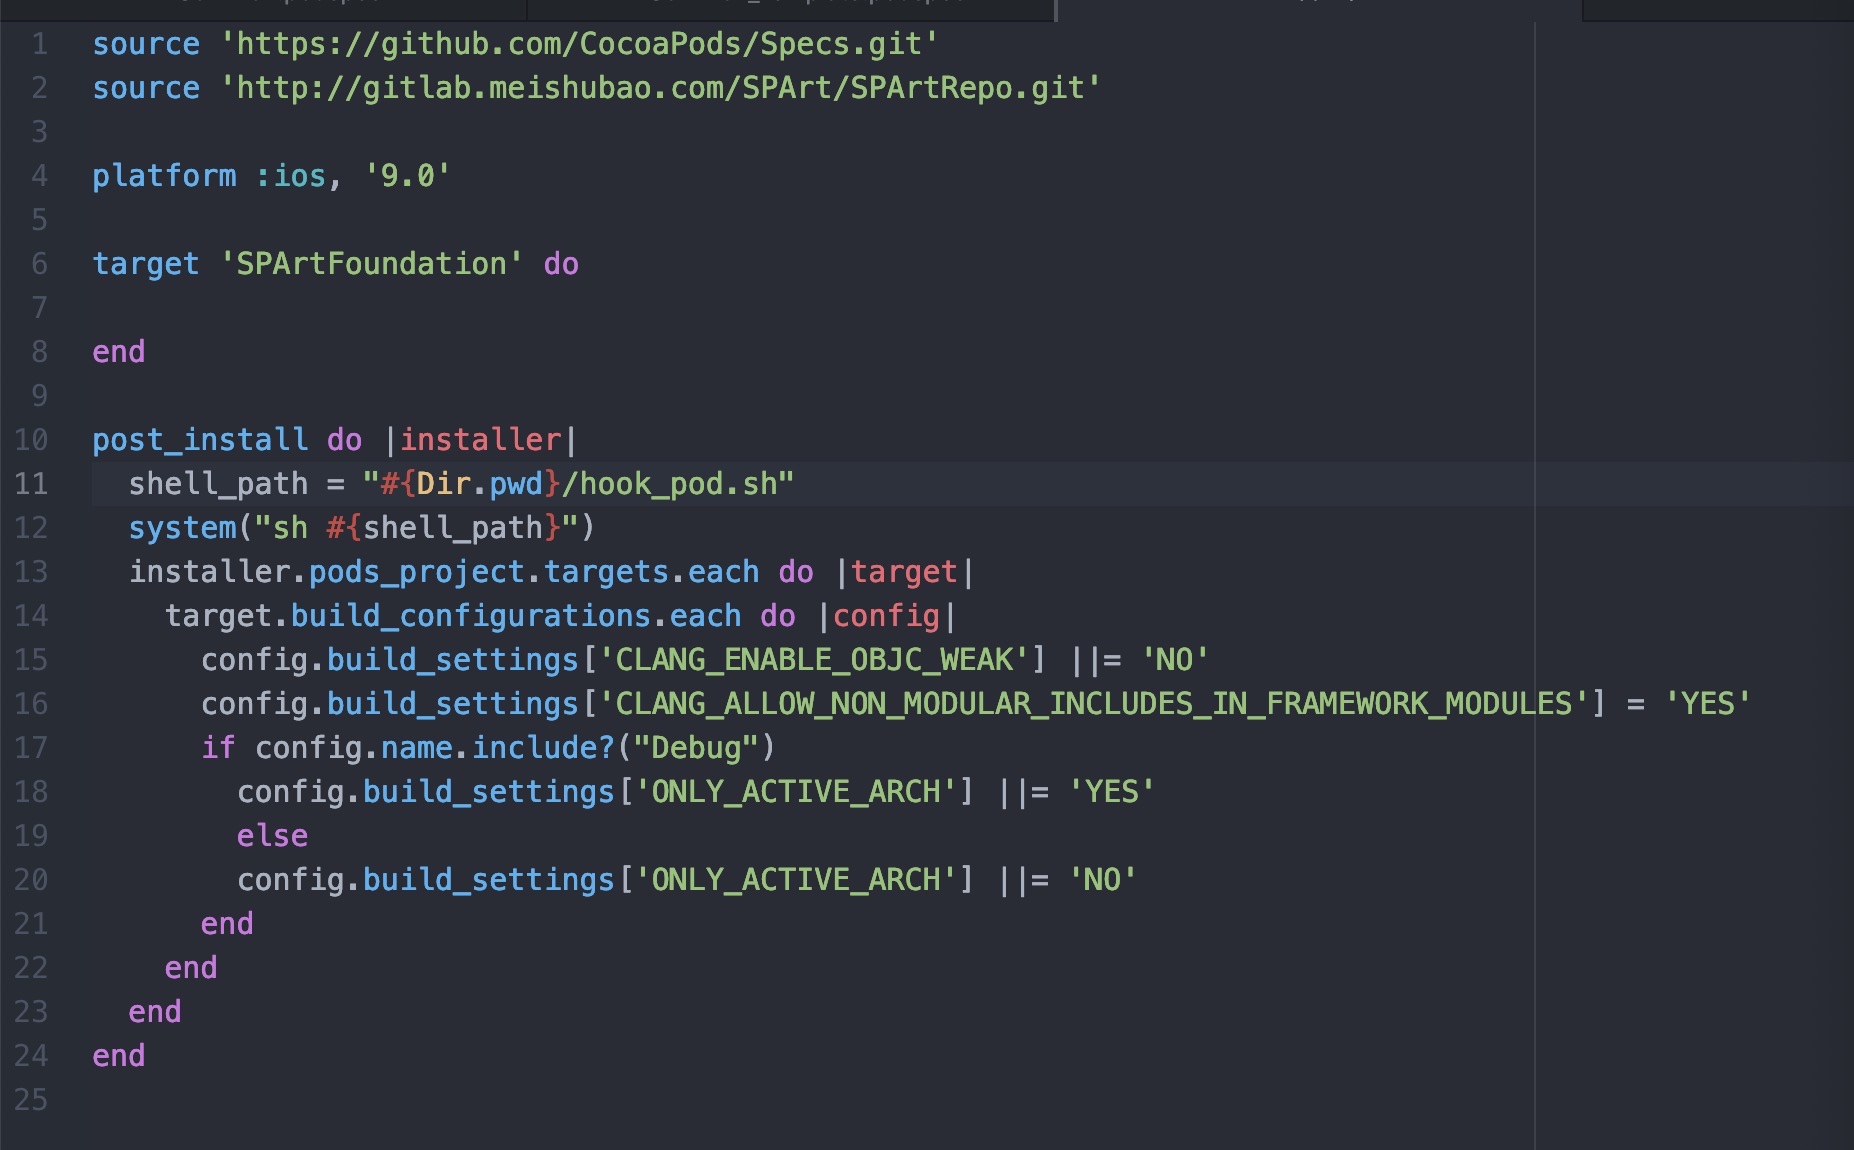 1 source 'https://github.com/CocoaPods/Specs.git'
2 source 'http://gitlab.meishubao.com/SPArt/SPArtRepo.git'
3
4 platform :ios, '9.0'
5
6 target 'SPArtFoundation' do
7
8 end
9
10 post_install do |installer|
11   shell_path = "#{Dir.pwd}/hook_pod.sh"
12   system("sh #{shell_path}")
13   installer.pods_project.targets.each do |target|
14     target.build_configurations.each do |config|
15       config.build_settings['CLANG_ENABLE_OBJC_WEAK'] ||= 'NO'
16       config.build_settings['CLANG_ALLOW_NON_MODULAR_INCLUDES_IN_FRAMEWORK_MODULES'] = 'YES'
17       if config.name.include?("Debug")
18         config.build_settings['ONLY_ACTIVE_ARCH'] ||= 'YES'
19         else
20         config.build_settings['ONLY_ACTIVE_ARCH'] ||= 'NO'
21       end
22     end
23   end
24 end
25